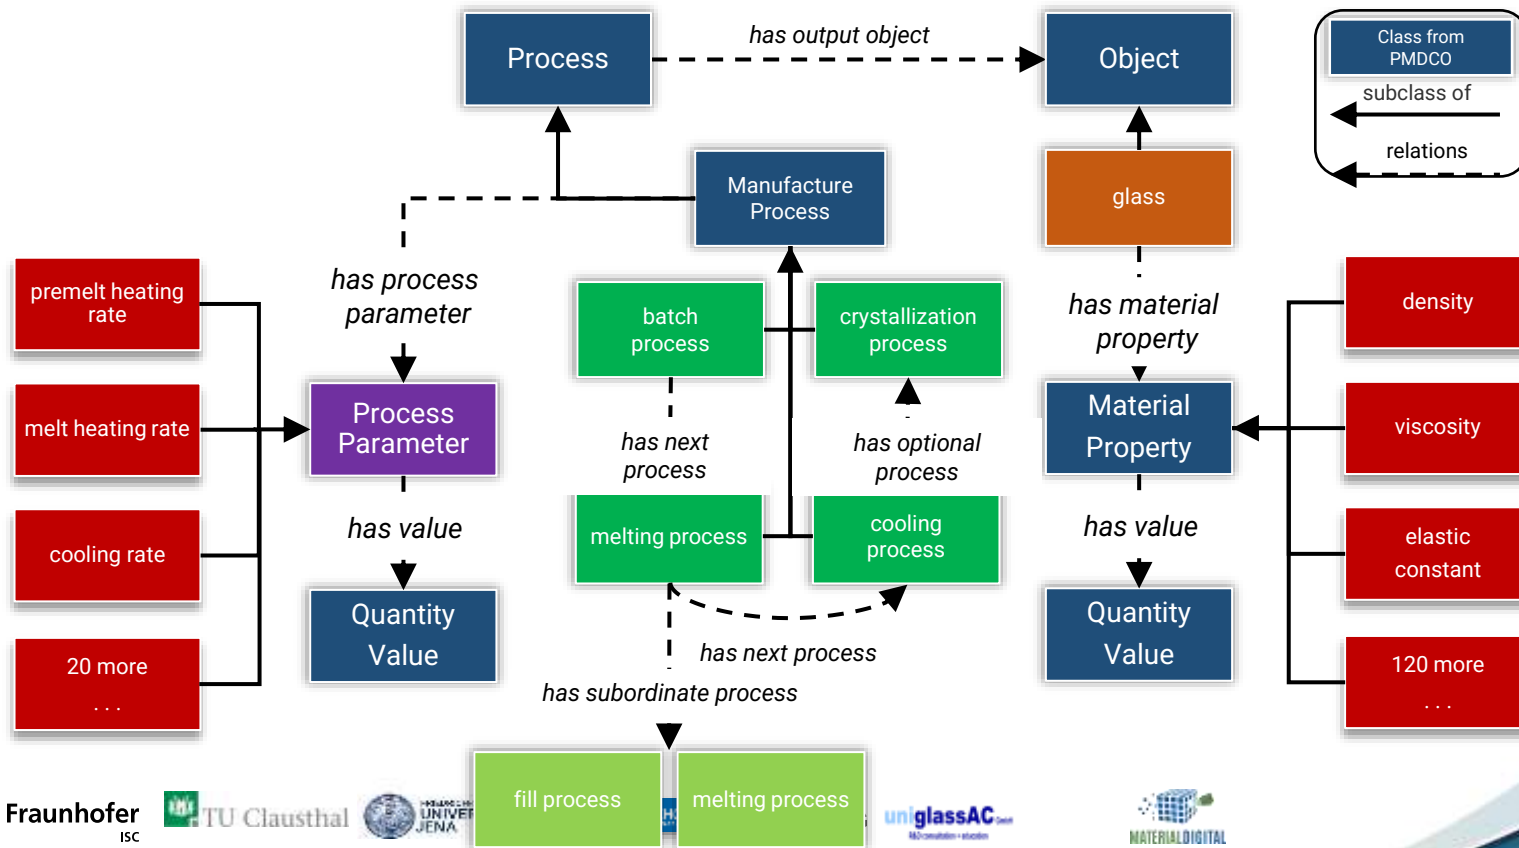 Process
has output object
Object
Class from
PMDCO
subclass of
relations
Manufacture
Process
glass
premelt heating
rate
has process
parameter
batch
process
crystallization
process
has material
property
density
melt heating rate
Process
Parameter
has next
process
has optional
process
Material
Property
viscosity
cooling rate
has value
melting process
cooling
process
has value
elastic
constant
Quantity
Value
Quantity
Value
20 more
. . .
has next process
has subordinate process
120 more
. . .
fill process
melting process
Fraunhofer
ISC
TU Clausthal
UNIVER
JENA
uniglassAC GmbH
R&D consultation + education
MATERIALDIGITAL